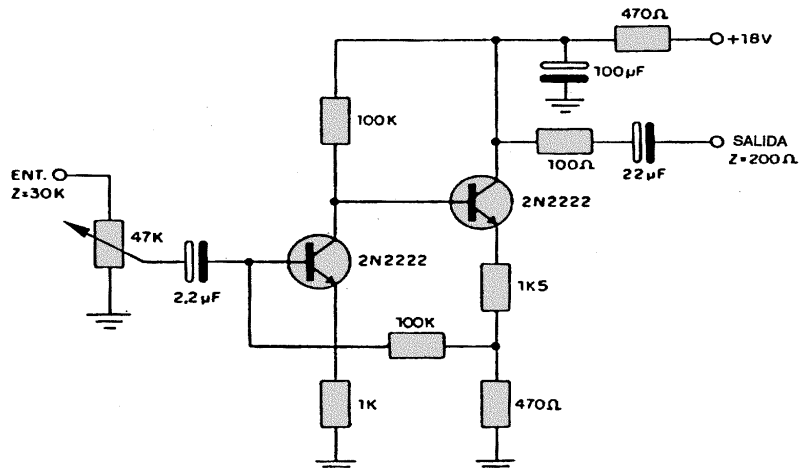 470Ω
+18V
100µF
100K
100Ω
22µF
SALIDA
Z=200Ω
ENT.
Z=30K
47K
2,2µF
2N2222
2N2222
1K5
100K
1K
470Ω